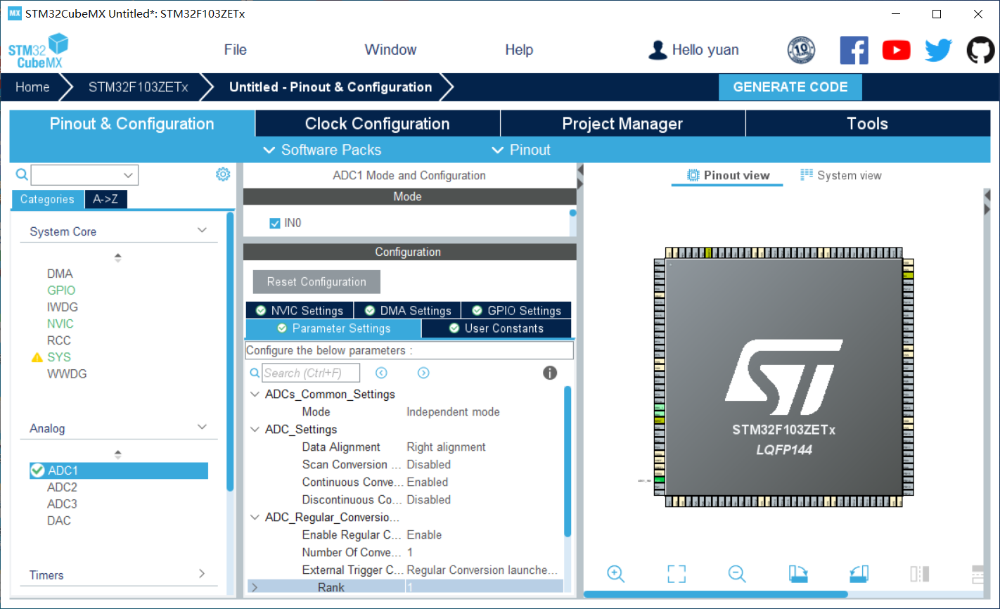 MX STM32CubeMX Untitled*: STM32F103ZETx
STM32 CubeMX
File
Window
Help
Hello yuan
10
Home
STM32F103ZETx
Untitled - Pinout & Configuration
GENERATE CODE
Pinout & Configuration
Clock Configuration
Project Manager
Tools
Software Packs
Pinout
Categories
A->Z
System Core
DMA
GPIO
IWDG
NVIC
RCC
SYS
WWDG
Analog
ADC1
ADC2
ADC3
DAC
Timers
ADC1 Mode and Configuration
Mode
IN0
Configuration
Reset Configuration
NVIC Settings
DMA Settings
GPIO Settings
Parameter Settings
User Constants
Configure the below parameters :
Search (Ctrl+F)
ADCs_Common_Settings
Mode Independent mode
ADC_Settings
Data Alignment Right alignment
Scan Conversion ... Disabled
Continuous Conve... Enabled
Discontinuous Co... Disabled
ADC_Regular_Conversio...
Enable Regular C... Enable
Number Of Conve... 1
External Trigger C... Regular Conversion launche...
Rank 1
Pinout view
System view
ST
STM32F103ZETx
LQFP144